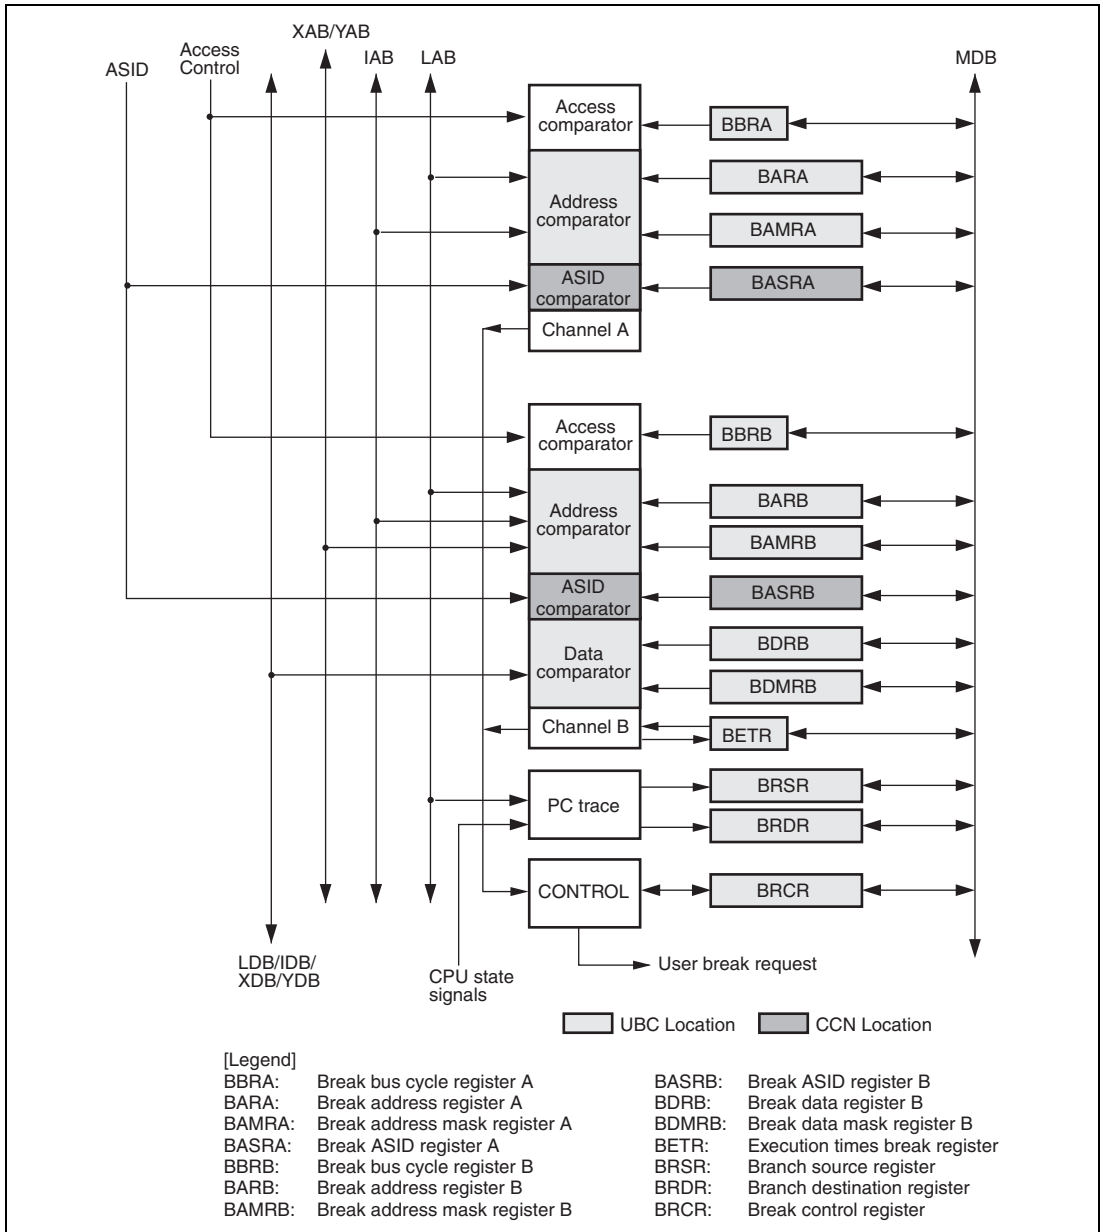 XAB/YAB
Access
Control
IAB
LAB
MDB
ASID
Access
comparator
BBRA
BARA
Address
comparator
BAMRA
ASID
comparator
BASRA
Channel A
Access
comparator
BBRB
BARB
Address
comparator
BAMRB
ASID
comparator
BASRB
BDRB
Data
comparator
BDMRB
Channel B
BETR
BRSR
PC trace
BRDR
CONTROL
BRCR
LDB/IDB/
XDB/YDB
CPU state
signals
User break request
UBC Location
CCN Location
[Legend]
BBRA: Break bus cycle register A
BARA: Break address register A
BAMRA: Break address mask register A
BASRA: Break ASID register A
BBRB: Break bus cycle register B
BARB: Break address register B
BAMRB: Break address mask register B
BASRB: Break ASID register B
BDRB: Break data register B
BDMRB: Break data mask register B
BETR: Execution times break register
BRSR: Branch source register
BRDR: Branch destination register
BRCR: Break control register